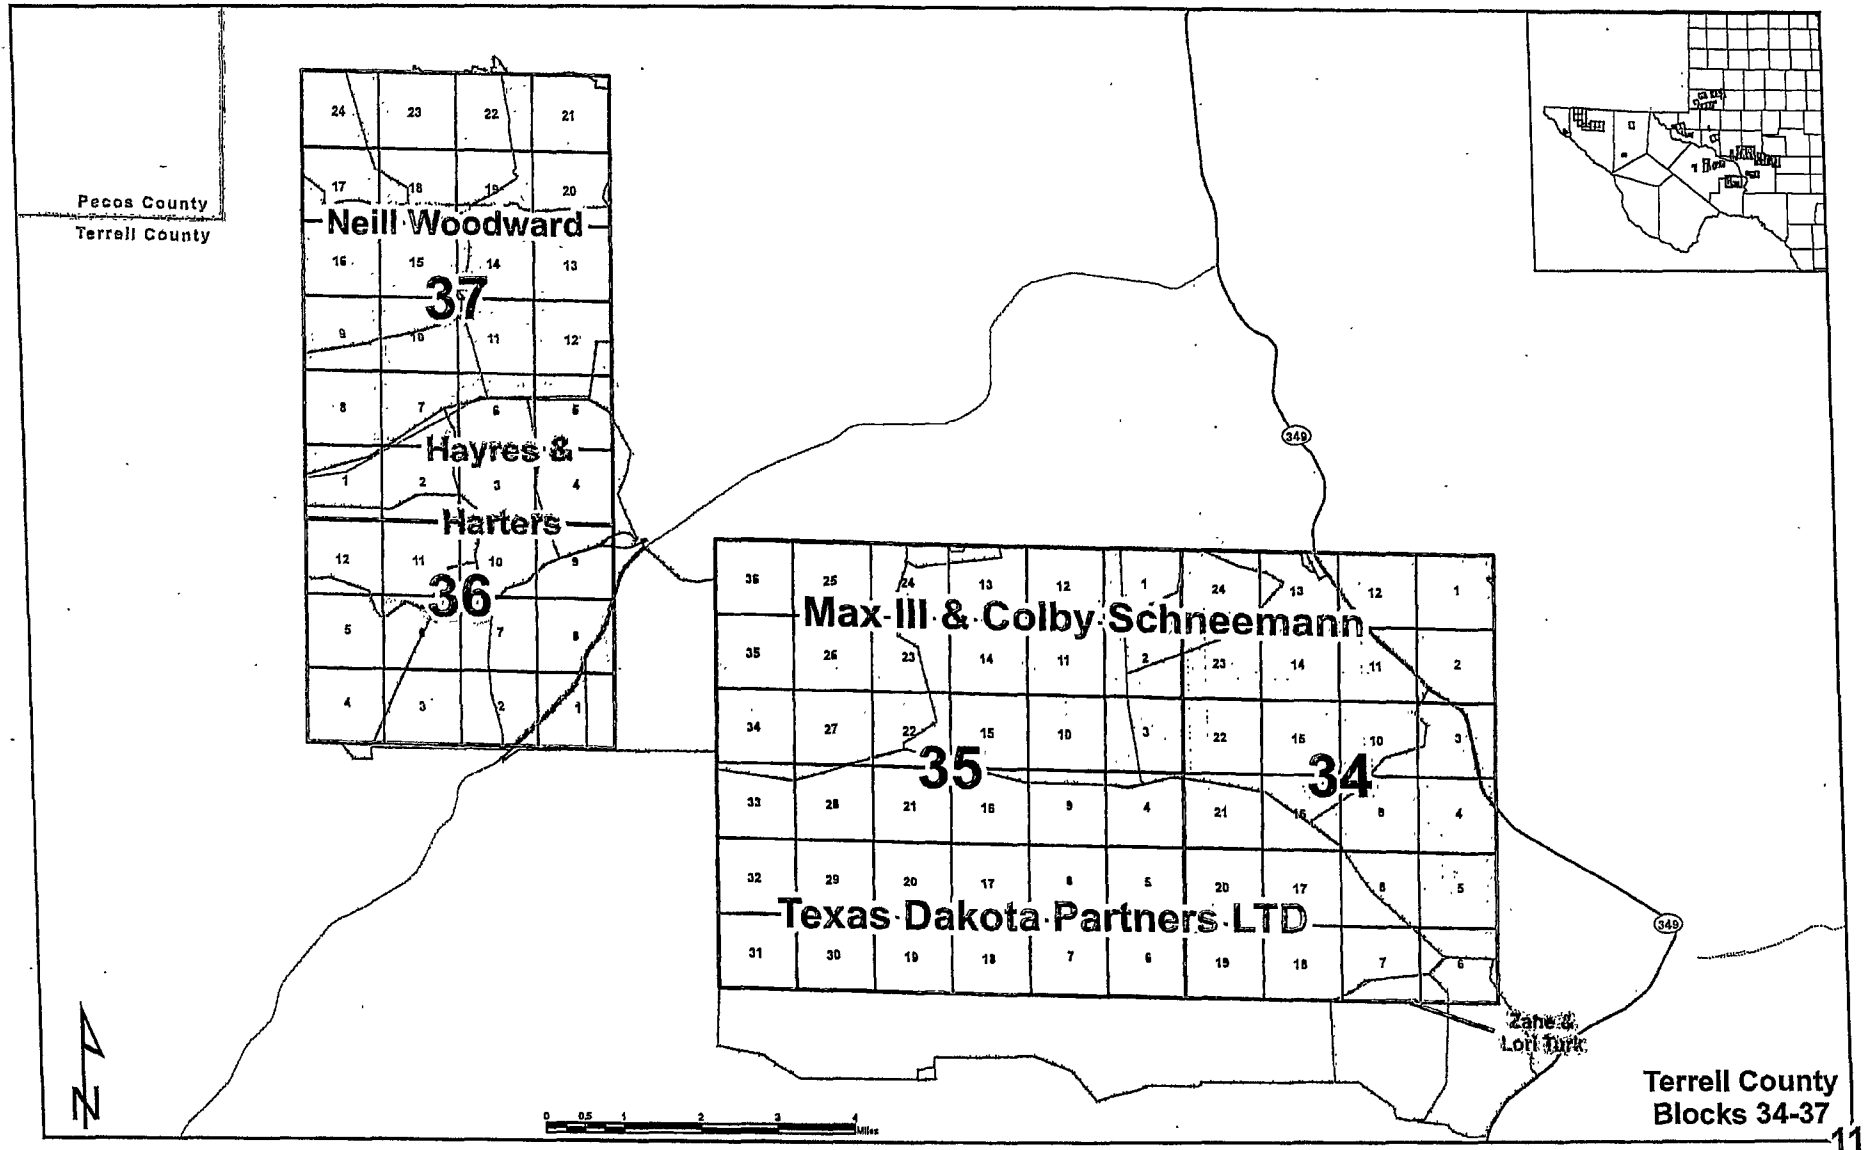 Pecos County
Terrell County
24 23 22 21
17 18 19 20
Neill Woodward
16 15 14 13
37
9 10 11 12
8 7 6 5
Hayres &
1 2 3 4
Harters
12 11 10 9
36
5 6 7 8
4 3 2 1
349
36 25 24 13 12 1 24 13 12 1
Max III & Colby Schneemann
35 26 23 14 11 2 23 14 11 2
34 27 22 15 10 3 22 15 10 3
35 34
33 28 21 16 9 4 21 16 9 4
32 29 20 17 8 5 20 17 8 5
Texas Dakota Partners LTD
349
31 30 19 18 7 6 19 18 7 6
Zane &
Lori Turk
N
0 0.5 1 2 3 4
Miles
Terrell County
Blocks 34-37
11